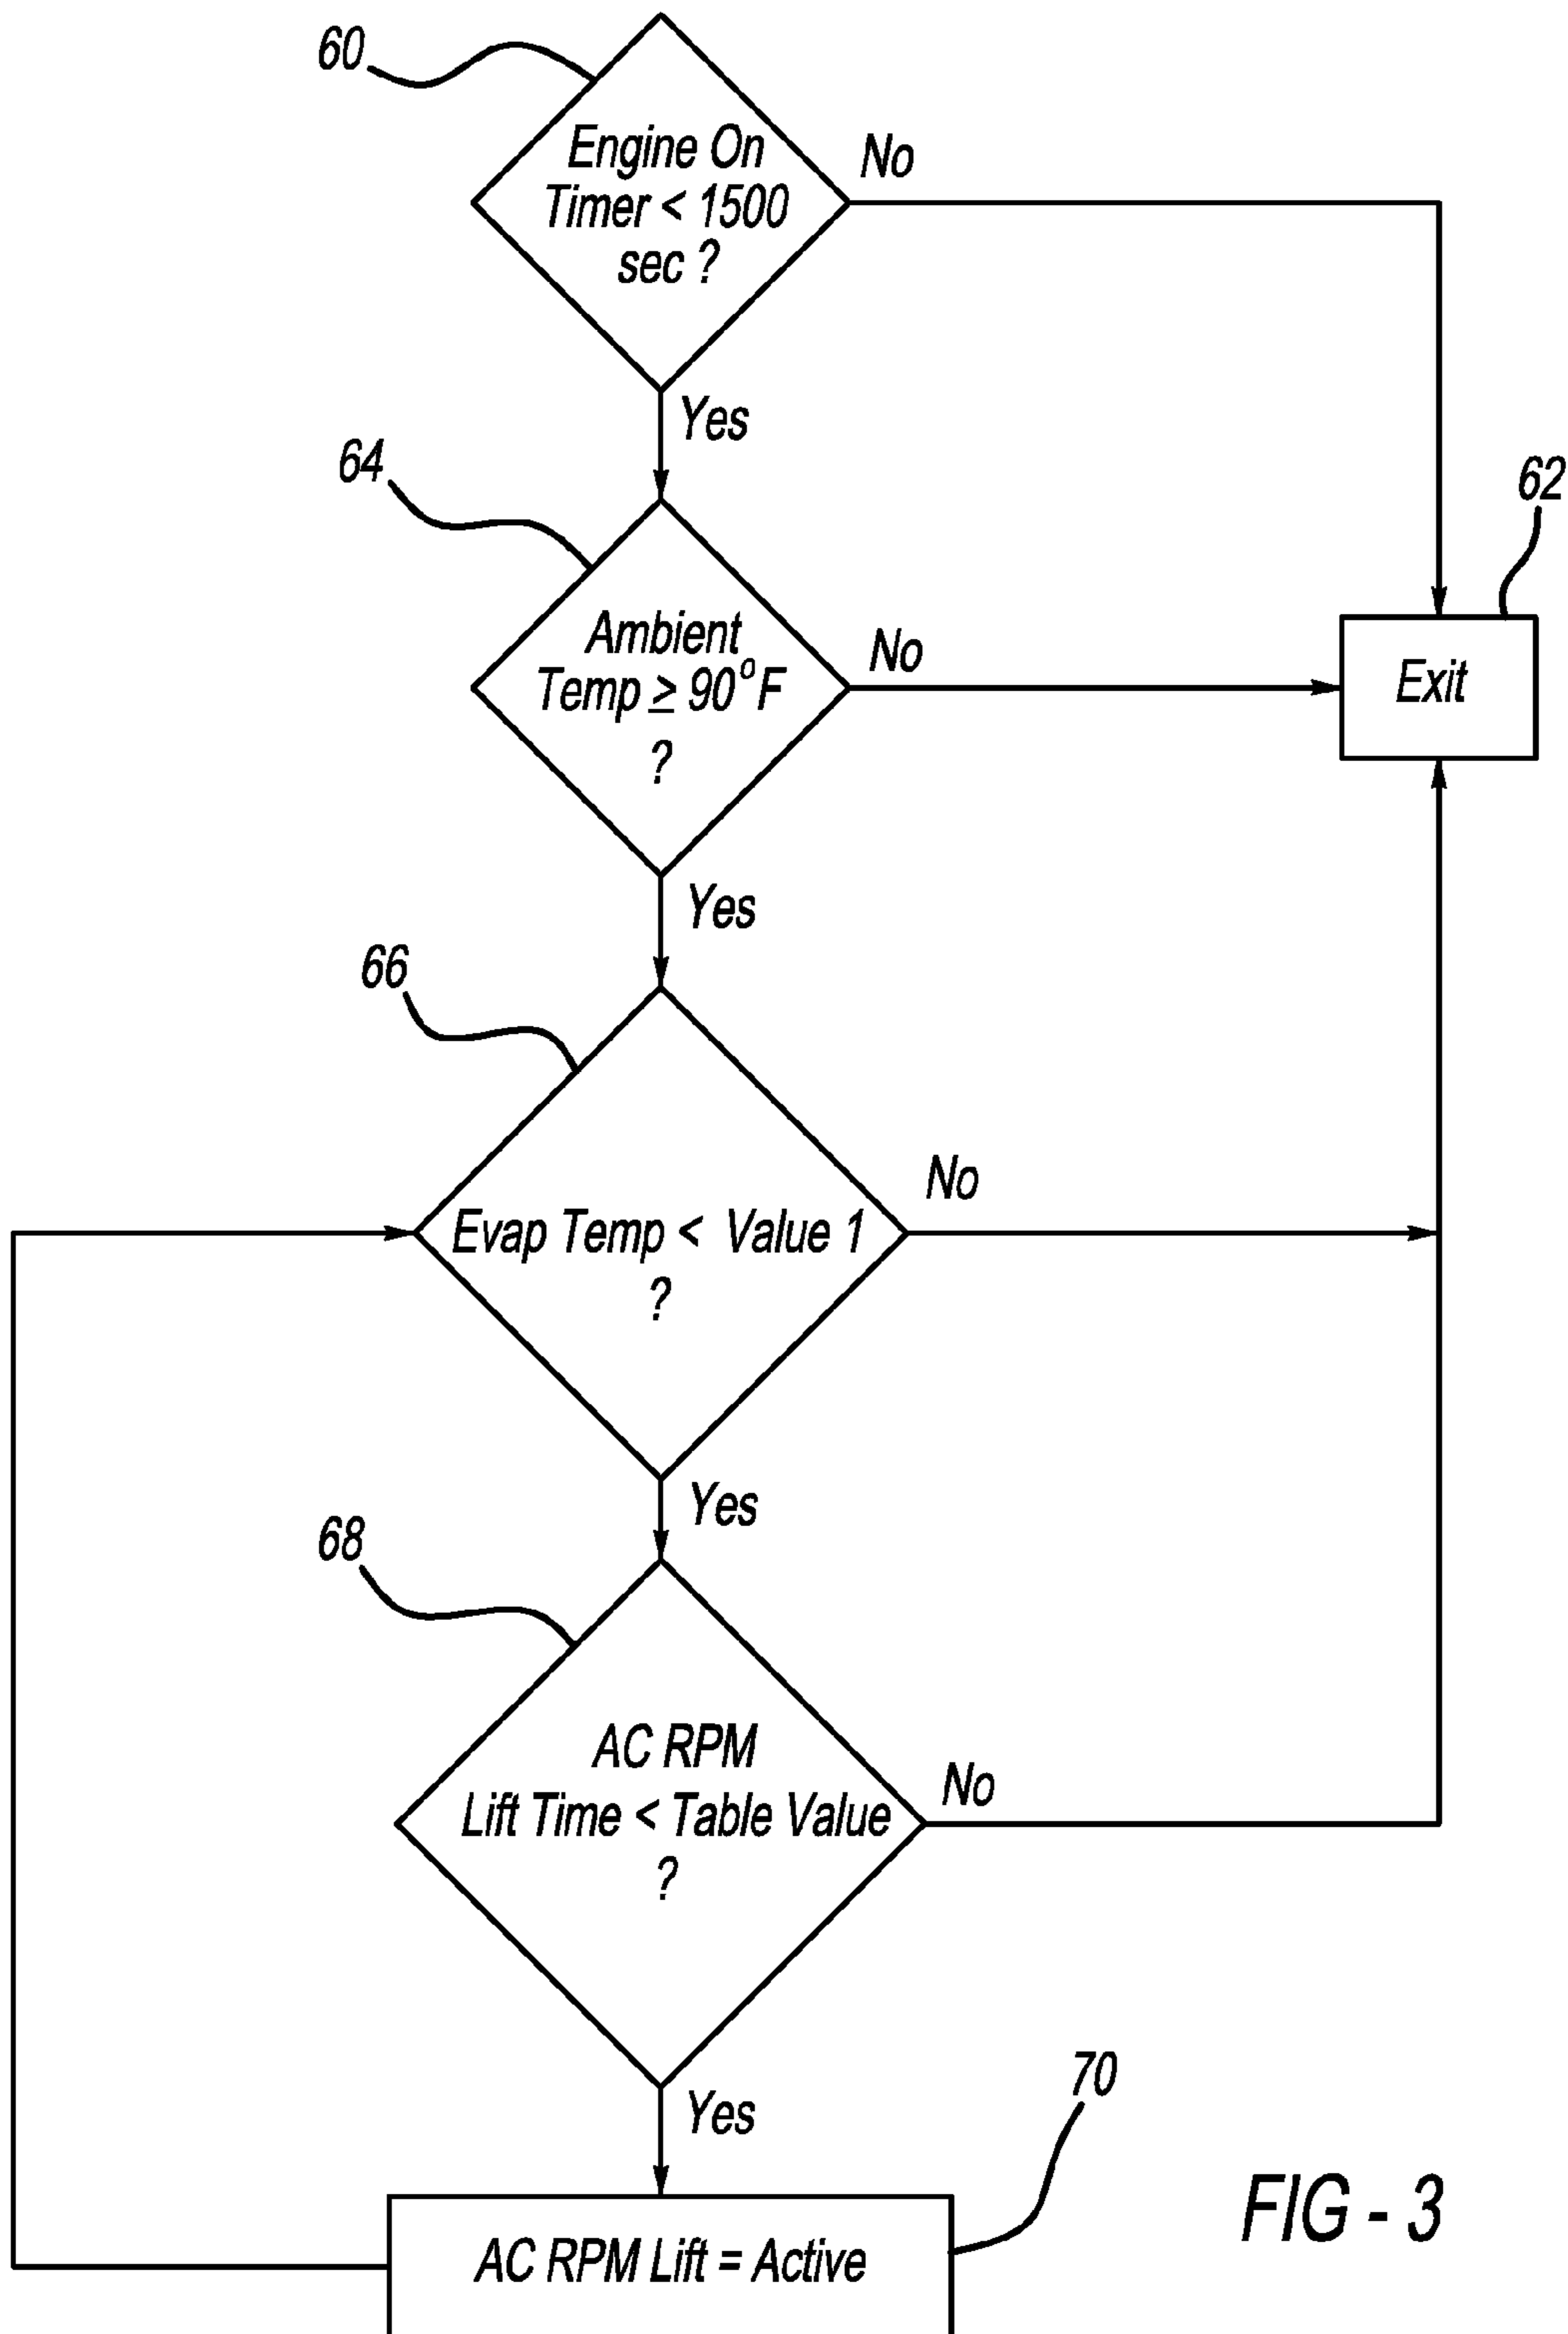 60
Engine On
Timer < 1500
sec ?
No
Yes
64
62
Ambient
Temp ≥ 90°F
?
No
Exit
Yes
66
Evap Temp < Value 1
?
No
Yes
68
AC RPM
Lift Time < Table Value
?
No
Yes
70
AC RPM Lift = Active
FIG - 3